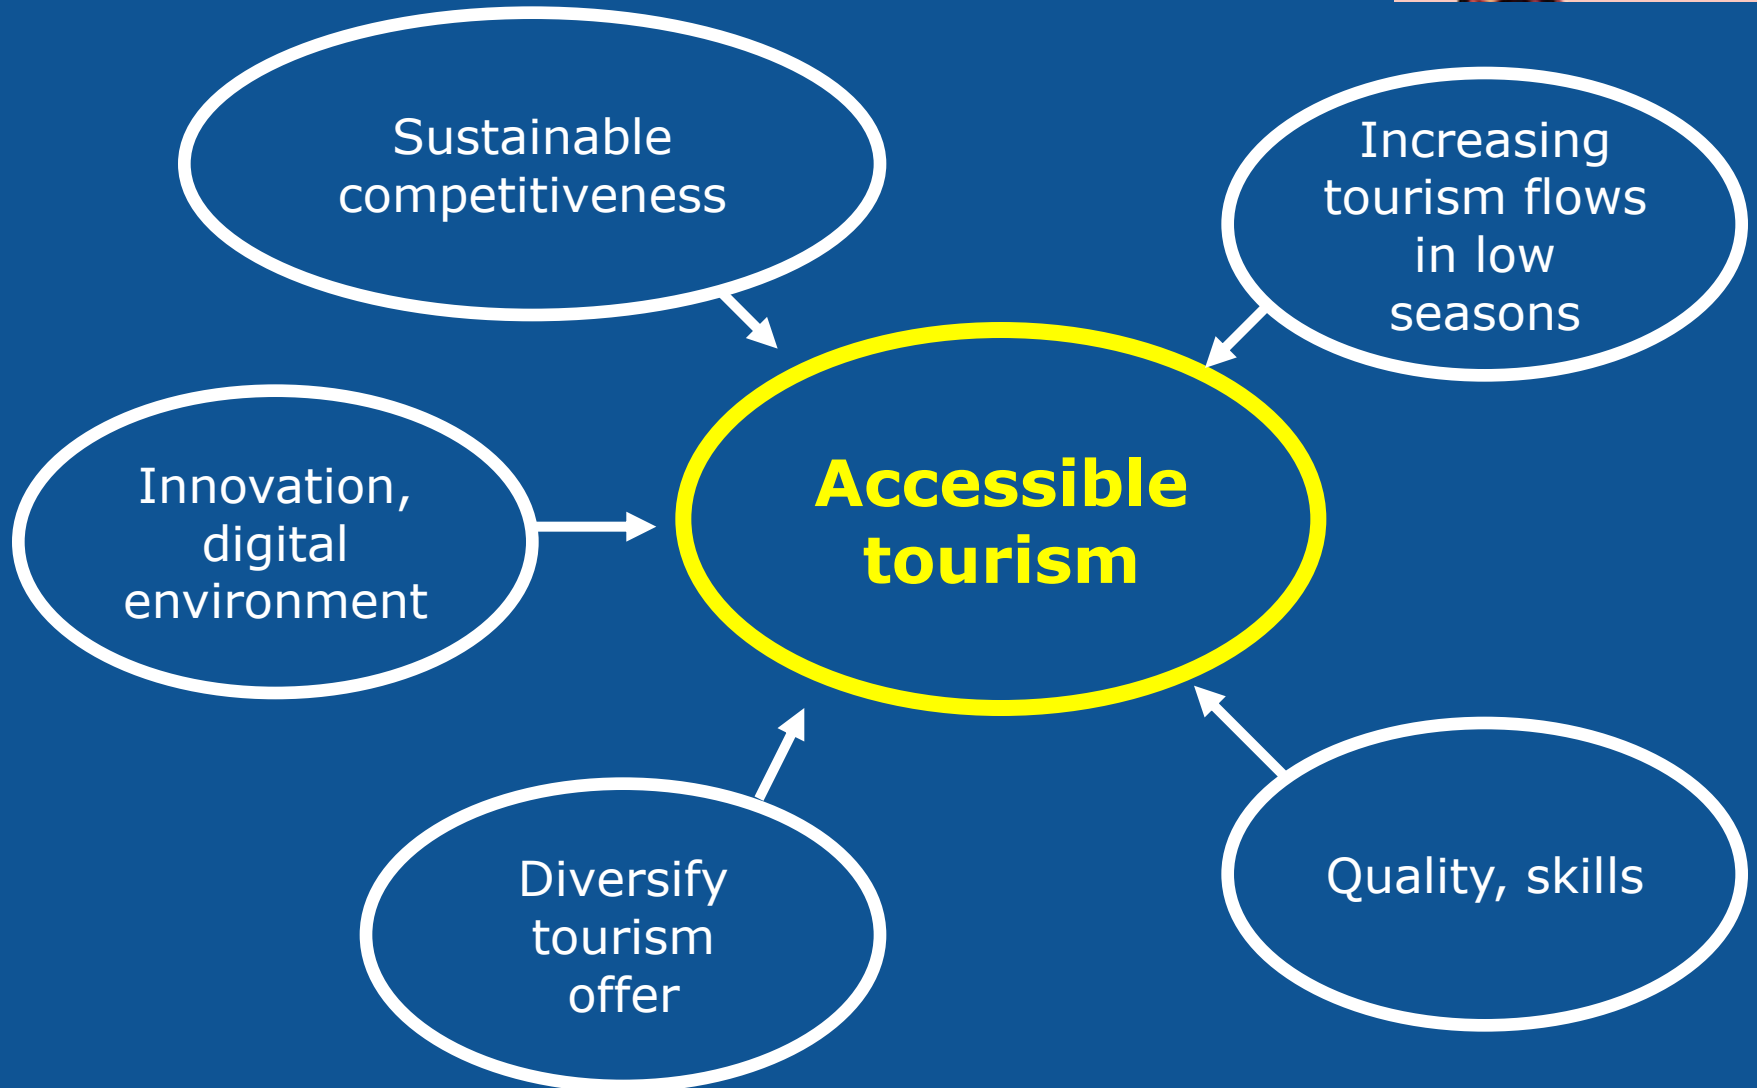 Sustainable
competitiveness
Increasing
tourism flows
in low
seasons
Innovation,
digital
environment
Accessible
tourism
Diversify
tourism
offer
Quality, skills